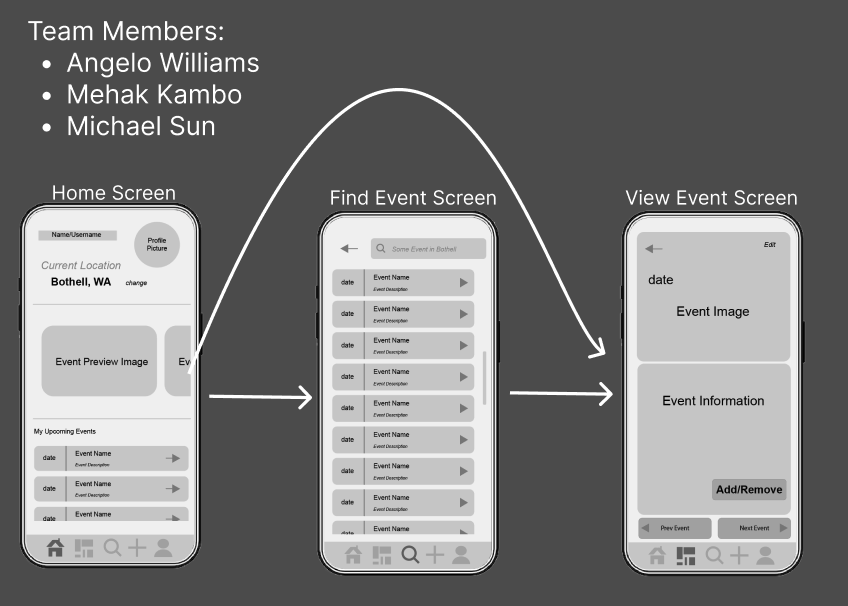 Team Members:
• Angelo Williams
• Mehak Kambo
• Michael Sun
Home Screen
Name/Username
Profile
Picture
Current Location
Bothell, WA change
Event Preview Image
Eve
My Upcoming Events
date Event Name
Event Description
date Event Name
Event Description
date Event Name
Find Event Screen
Some Event in Bothell
date Event Name
Event Description
date Event Name
Event Description
date Event Name
Event Description
date Event Name
Event Description
date Event Name
Event Description
date Event Name
Event Description
date Event Name
Event Description
date Event Name
Event Description
date Event Name
View Event Screen
Edit
date
Event Image
Event Information
Add/Remove
Prev Event
Next Event